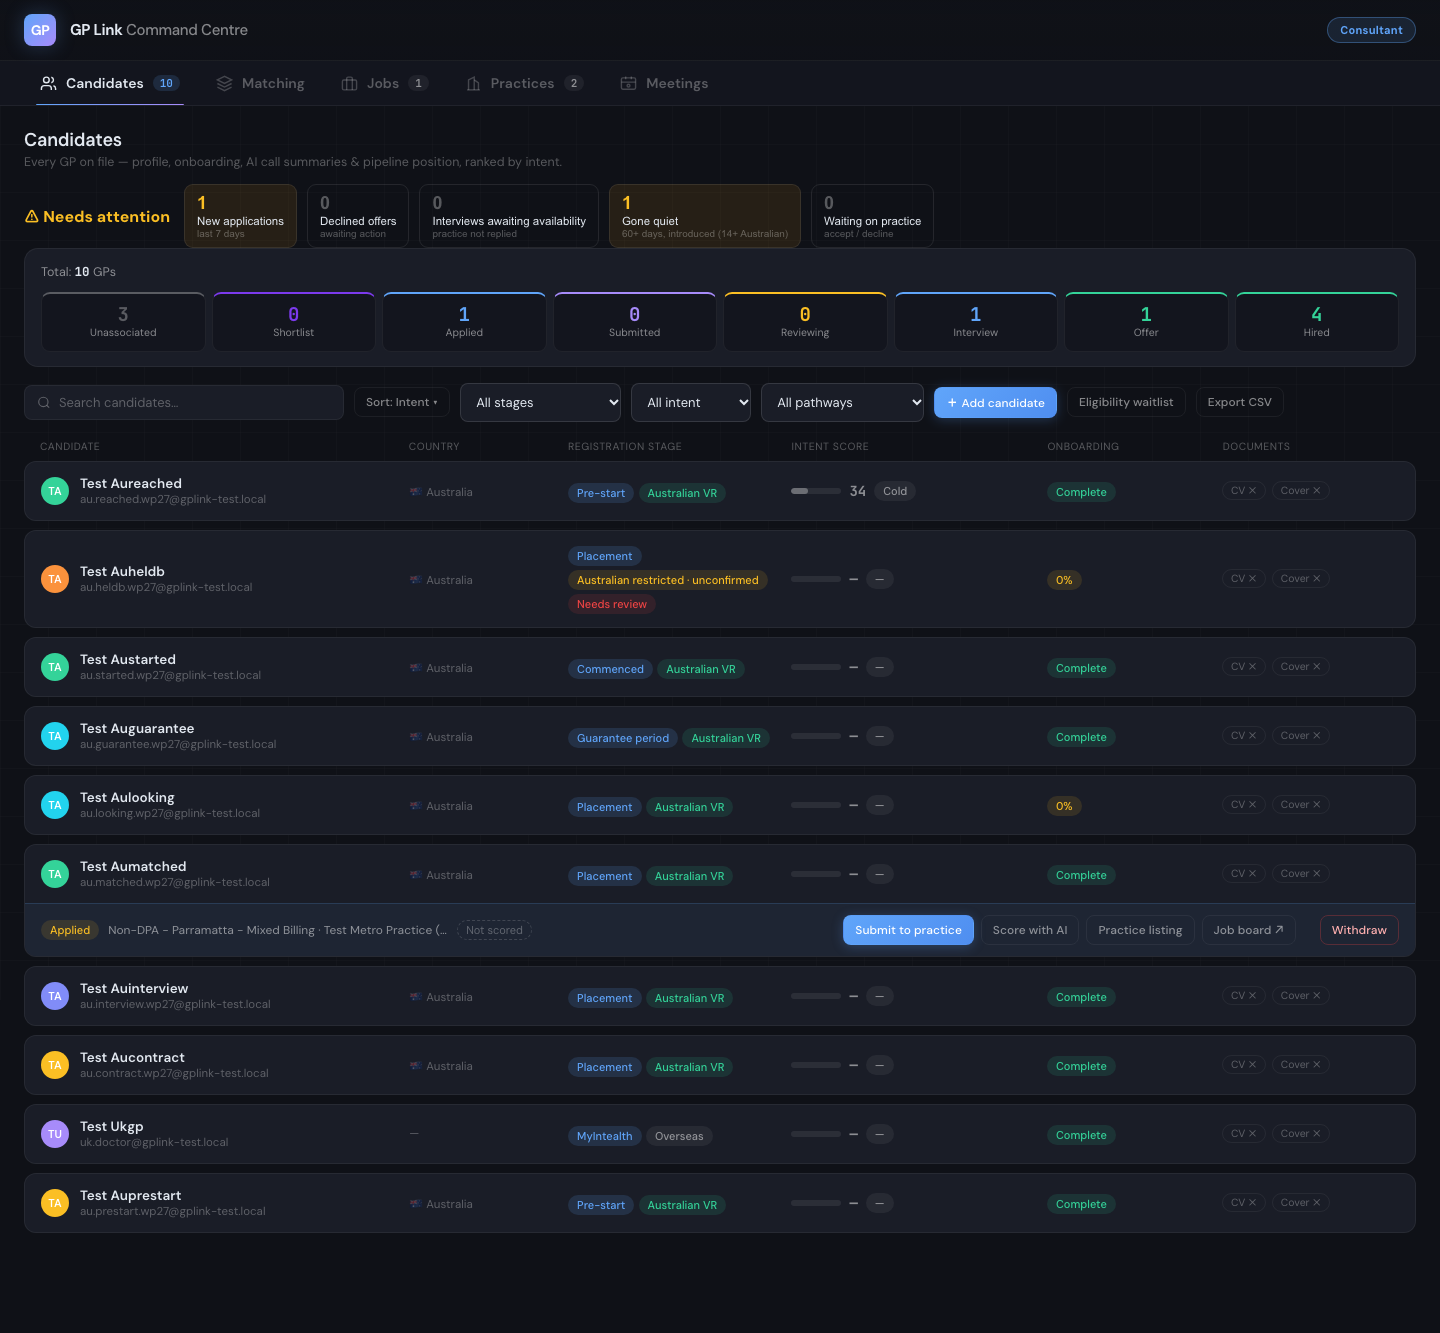 GP
GP Link Command Centre
Consultant
Candidates 10
Matching
Jobs 1
Practices 2
Meetings
Candidates
Every GP on file — profile, onboarding, AI call summaries & pipeline position, ranked by intent.
Needs attention
1
New applications
last 7 days
0
Declined offers
awaiting action
0
Interviews awaiting availability
practice not replied
1
Gone quiet
60+ days, introduced (14+ Australian)
0
Waiting on practice
accept / decline
Total: 10 GPs
3
Unassociated
0
Shortlist
1
Applied
0
Submitted
0
Reviewing
1
Interview
1
Offer
4
Hired
Search candidates...
Sort: Intent ▾
All stages
All intent
All pathways
+ Add candidate
Eligibility waitlist
Export CSV
CANDIDATE COUNTRY REGISTRATION STAGE INTENT SCORE ONBOARDING DOCUMENTS
TA
Test Aureached
au.reached.wp27@gplink-test.local
Australia
Pre-start Australian VR
34 Cold
Complete
CV ✕ Cover ✕
TA
Test Auheldb
au.heldb.wp27@gplink-test.local
Australia
Placement
Australian restricted · unconfirmed
Needs review
— —
0%
CV ✕ Cover ✕
TA
Test Austarted
au.started.wp27@gplink-test.local
Australia
Commenced Australian VR
— —
Complete
CV ✕ Cover ✕
TA
Test Auguarantee
au.guarantee.wp27@gplink-test.local
Australia
Guarantee period Australian VR
— —
Complete
CV ✕ Cover ✕
TA
Test Aulooking
au.looking.wp27@gplink-test.local
Australia
Placement Australian VR
— —
0%
CV ✕ Cover ✕
TA
Test Aumatched
au.matched.wp27@gplink-test.local
Australia
Placement Australian VR
— —
Complete
CV ✕ Cover ✕
Applied Non-DPA - Parramatta - Mixed Billing · Test Metro Practice (... Not scored
Submit to practice
Score with AI
Practice listing
Job board ↗
Withdraw
TA
Test Auinterview
au.interview.wp27@gplink-test.local
Australia
Placement Australian VR
— —
Complete
CV ✕ Cover ✕
TA
Test Aucontract
au.contract.wp27@gplink-test.local
Australia
Placement Australian VR
— —
Complete
CV ✕ Cover ✕
TU
Test Ukgp
uk.doctor@gplink-test.local
—
MyIntealth Overseas
— —
Complete
CV ✕ Cover ✕
TA
Test Auprestart
au.prestart.wp27@gplink-test.local
Australia
Pre-start Australian VR
— —
Complete
CV ✕ Cover ✕